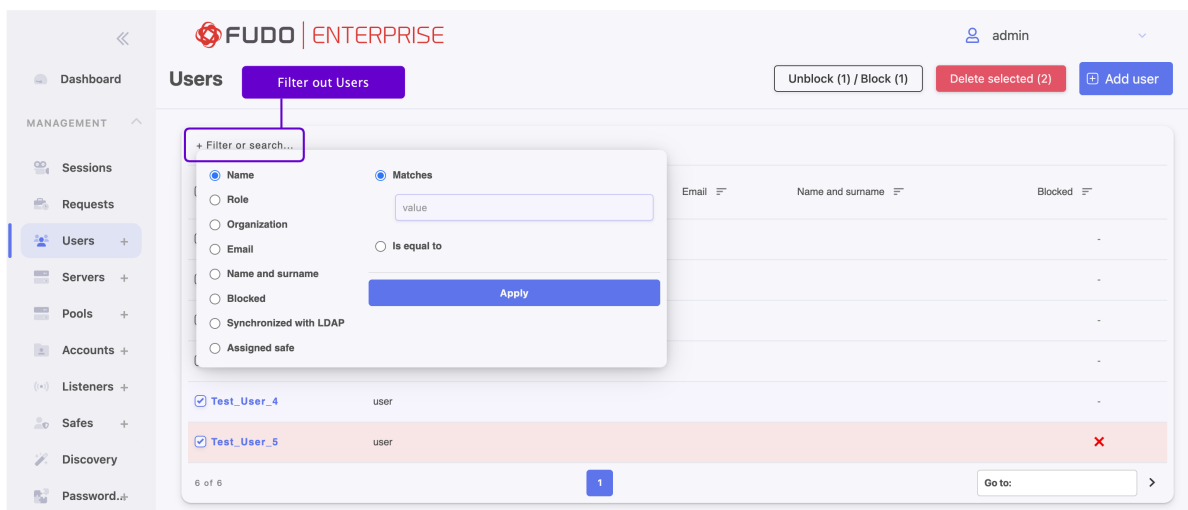 FUDO ENTERPRISE
admin
Dashboard
Users
Filter out Users
Unblock (1) / Block (1)
Delete selected (2)
Add user
MANAGEMENT
+ Filter or search...
Sessions
Requests
Users +
Servers +
Pools +
Accounts +
Listeners +
Safes +
Discovery
Password..+
Name
Role
Organization
Email
Name and surname
Blocked
Synchronized with LDAP
Assigned safe
Matches
value
Is equal to
Apply
Email
Name and surname
Blocked
-
-
-
-
Test_User_4 user -
Test_User_5 user
6 of 6
1
Go to: